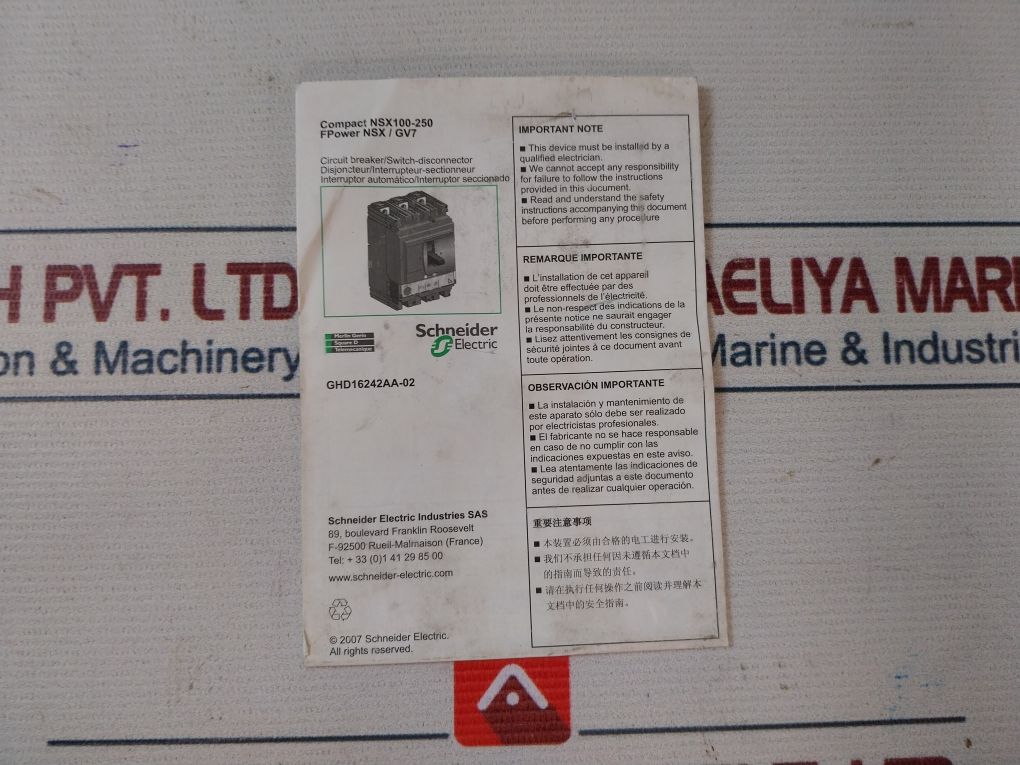 Compact NSX100-250
FPower NSX / GV7
Circuit breaker/Switch-disconnector
Disjoncteur/Interrupteur-sectionneur
Interruptor automático/Interruptor seccionado
Merlin Gerin
Square D
Telemecanique
Schneider
Electric
GHD16242AA-02
Schneider Electric Industries SAS
89, boulevard Franklin Roosevelt
F-92500 Rueil-Malmaison (France)
Tel: + 33 (0)1 41 29 85 00
www.schneider-electric.com
© 2007 Schneider Electric.
All rights reserved.
IMPORTANT NOTE
■ This device must be installed by a
qualified electrician.
■ We cannot accept any responsibility
for failure to follow the instructions
provided in this document.
■ Read and understand the safety
instructions accompanying this document
before performing any procedure
REMARQUE IMPORTANTE
■ L'installation de cet appareil
doit être effectuée par des
professionnels de l'électricité.
■ Le non-respect des indications de la
présente notice ne saurait engager
la responsabilité du constructeur.
■ Lisez attentivement les consignes de
sécurité jointes à ce document avant
toute opération.
OBSERVACIÓN IMPORTANTE
■ La instalación y mantenimiento de
este aparato sólo debe ser realizado
por electricistas profesionales.
■ El fabricante no se hace responsable
en caso de no cumplir con las
indicaciones expuestas en este aviso.
■ Lea atentamente las indicaciones de
seguridad adjuntas a este documento
antes de realizar cualquier operación.
重要注意事项
■ 本装置必须由合格的电工进行安装。
■ 我们不承担任何因未遵循本文档中
的指南而导致的责任。
■ 请在执行任何操作之前阅读并理解本
文档中的安全指南。
H PVT. LTD
on & Machinery
AELIYA MARI
Marine & Industri